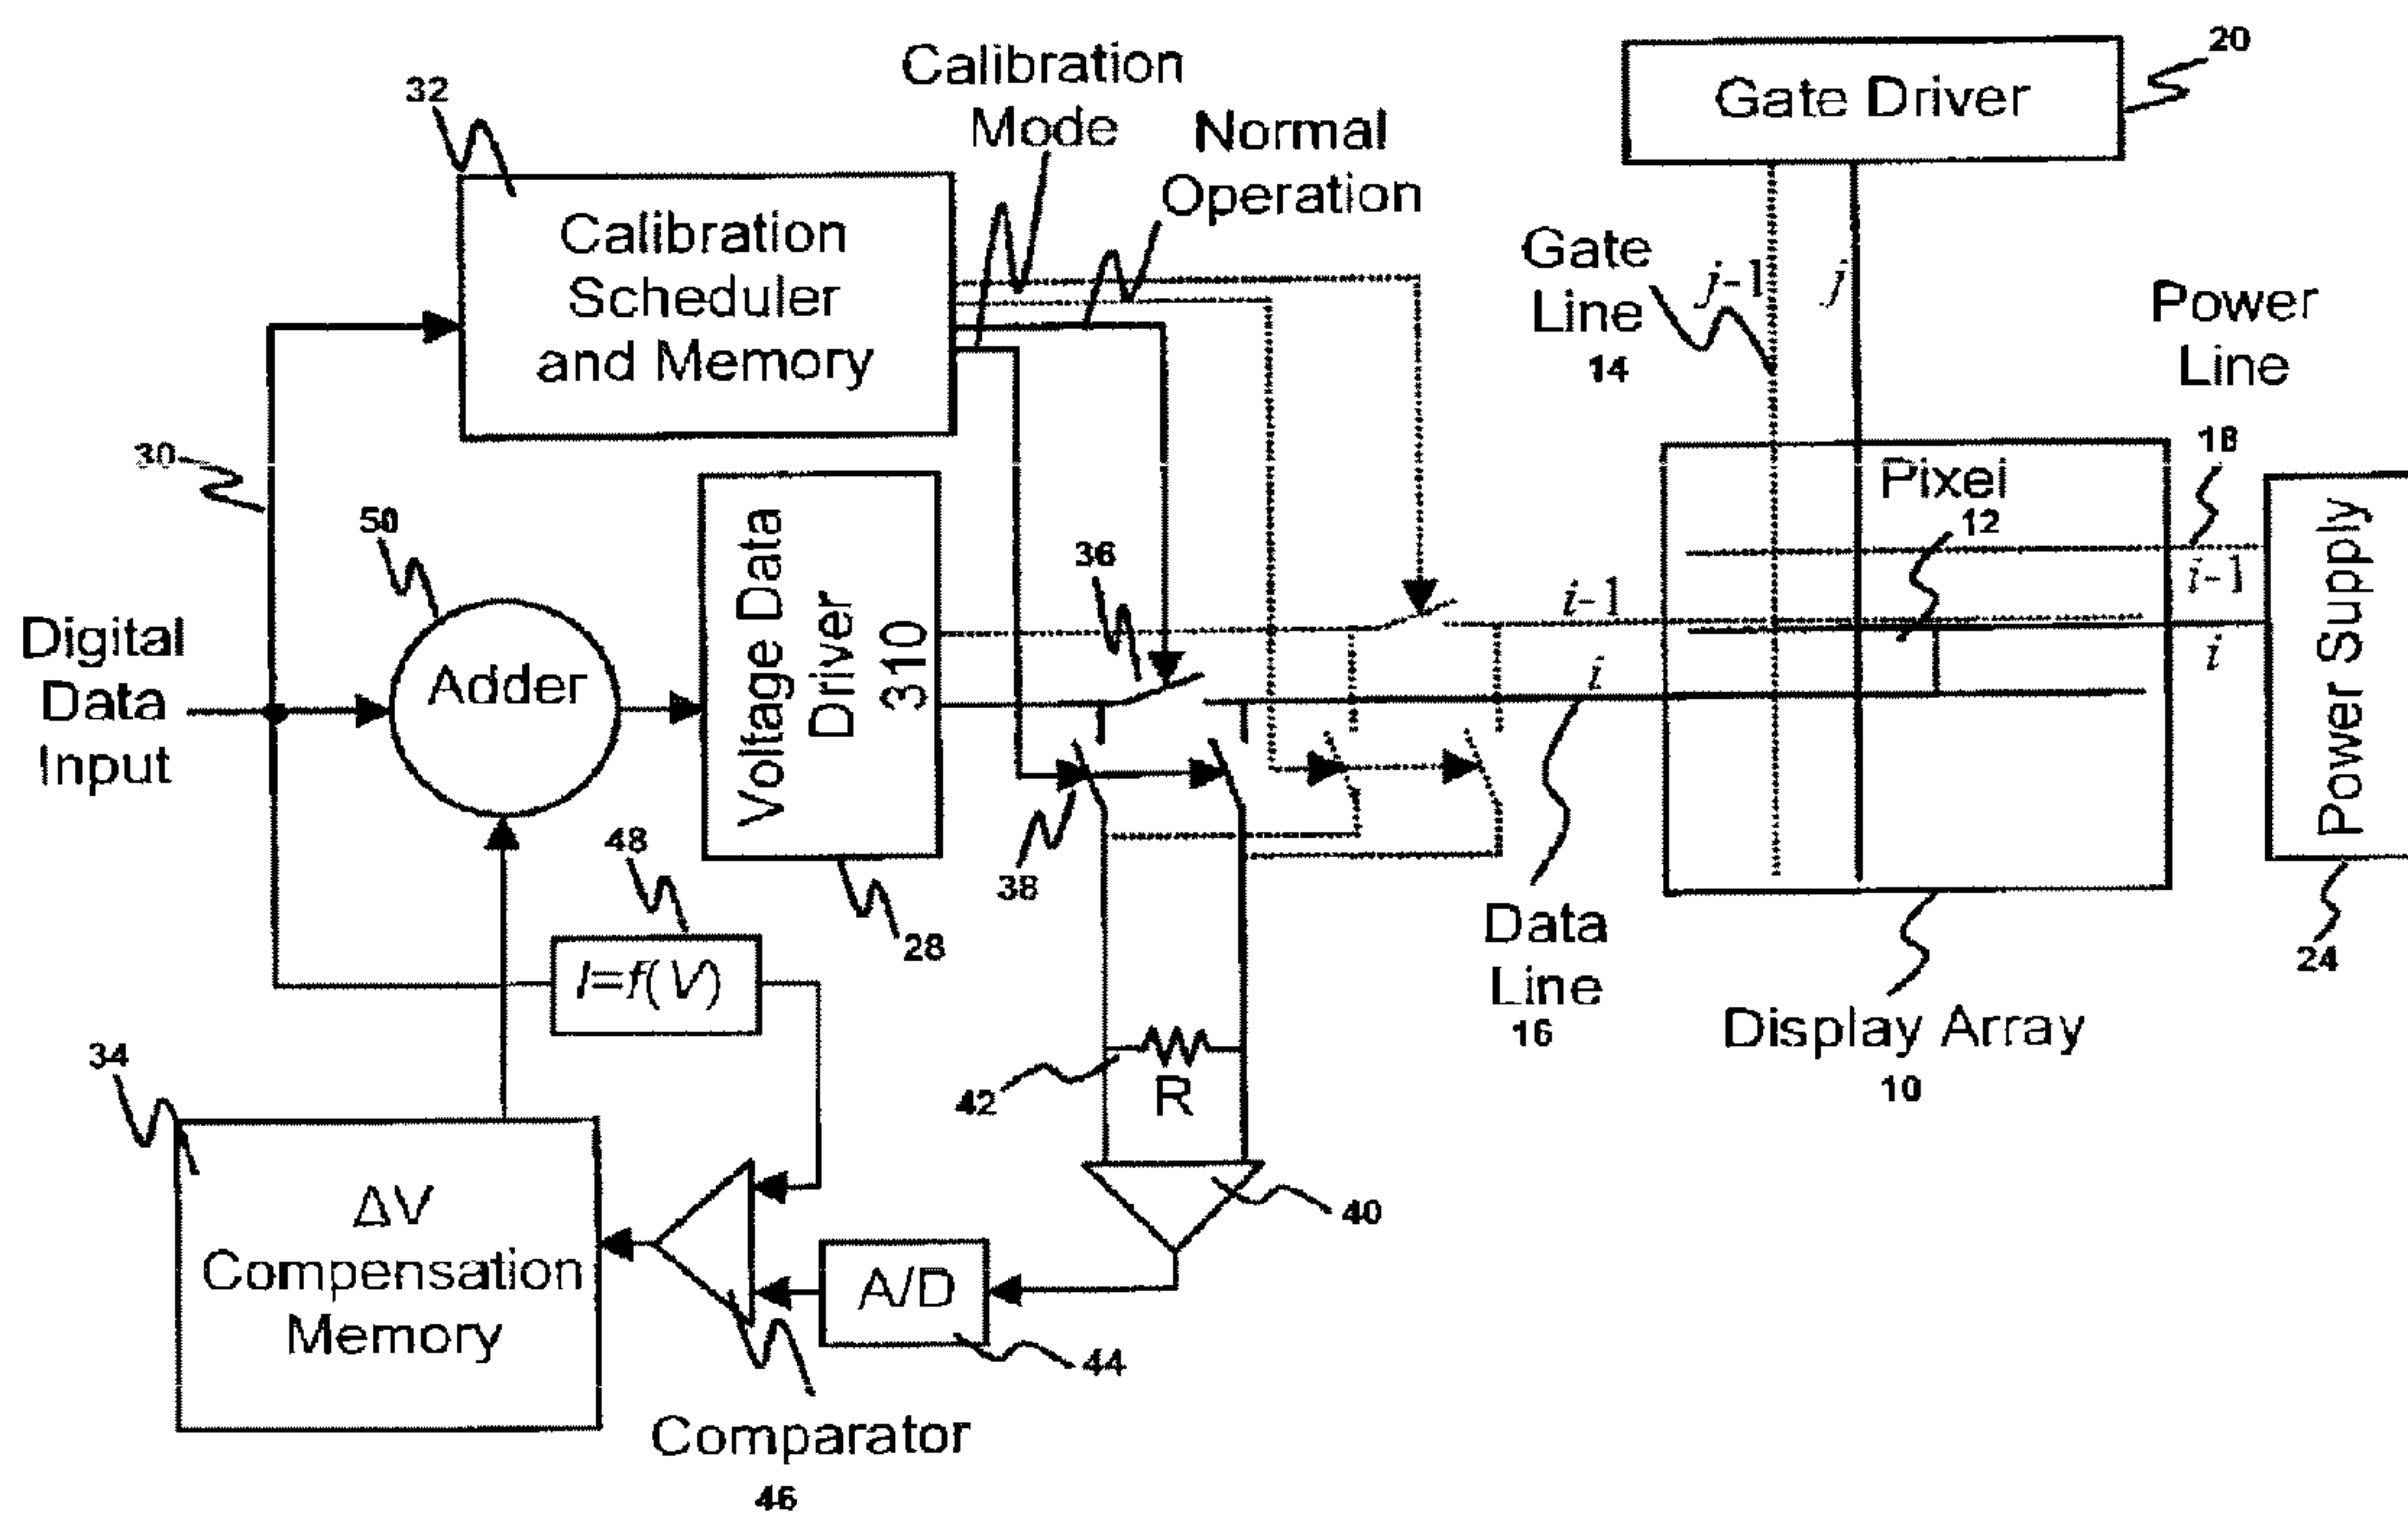 20
Gate Driver
Calibration
Mode
32
Normal
Operation
Calibration
Scheduler
and Memory
Gate
Line
14
j-1
j
Power
Line
30
18
Pixel
12
50
36
Voltage Data
Driver
310
Digital
Data
Input
Adder
i-1
i
i-1
i
Power Supply
48
38
28
I=f(V)
Data
Line
16
24
Display Array
10
34
42
R
ΔV
Compensation
Memory
40
A/D
44
Comparator
46